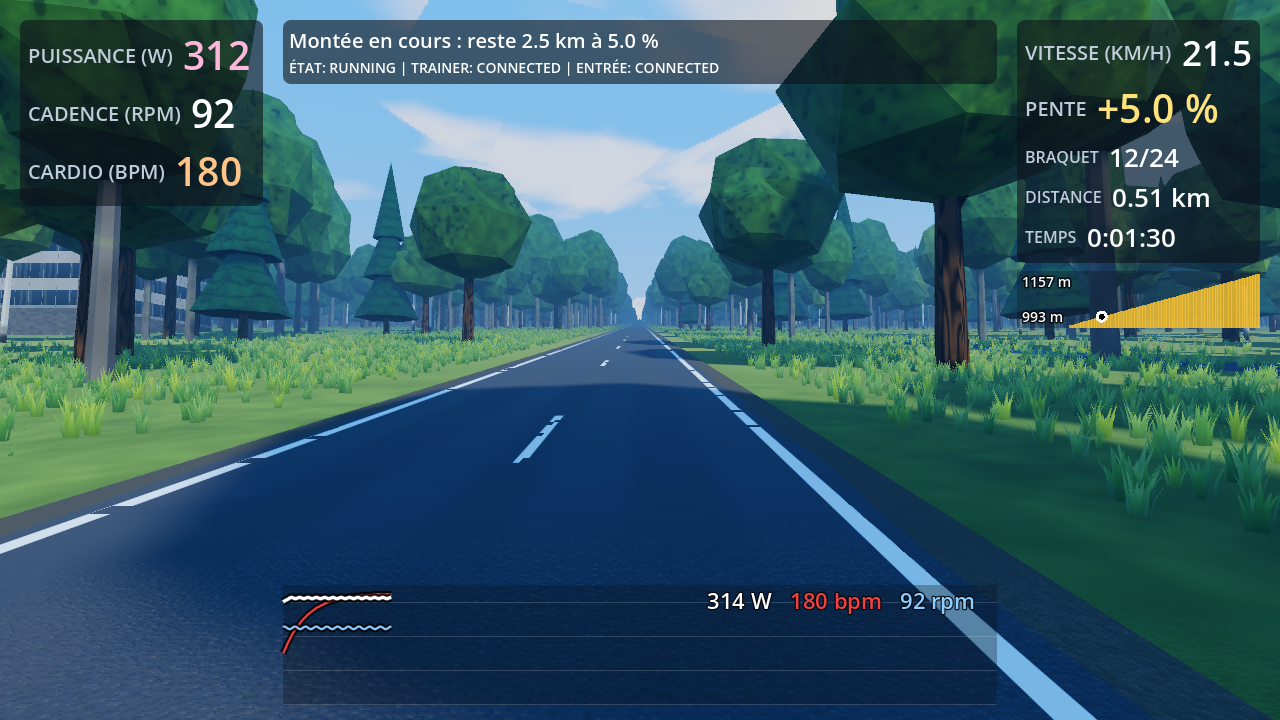 PUISSANCE (W) 312
CADENCE (RPM) 92
CARDIO (BPM) 180
Montée en cours : reste 2.5 km à 5.0 %
ÉTAT: RUNNING | TRAINER: CONNECTED | ENTRÉE: CONNECTED
VITESSE (KM/H) 21.5
PENTE +5.0 %
BRAQUET 12/24
DISTANCE 0.51 km
TEMPS 0:01:30
1157 m
993 m
314 W 180 bpm 92 rpm